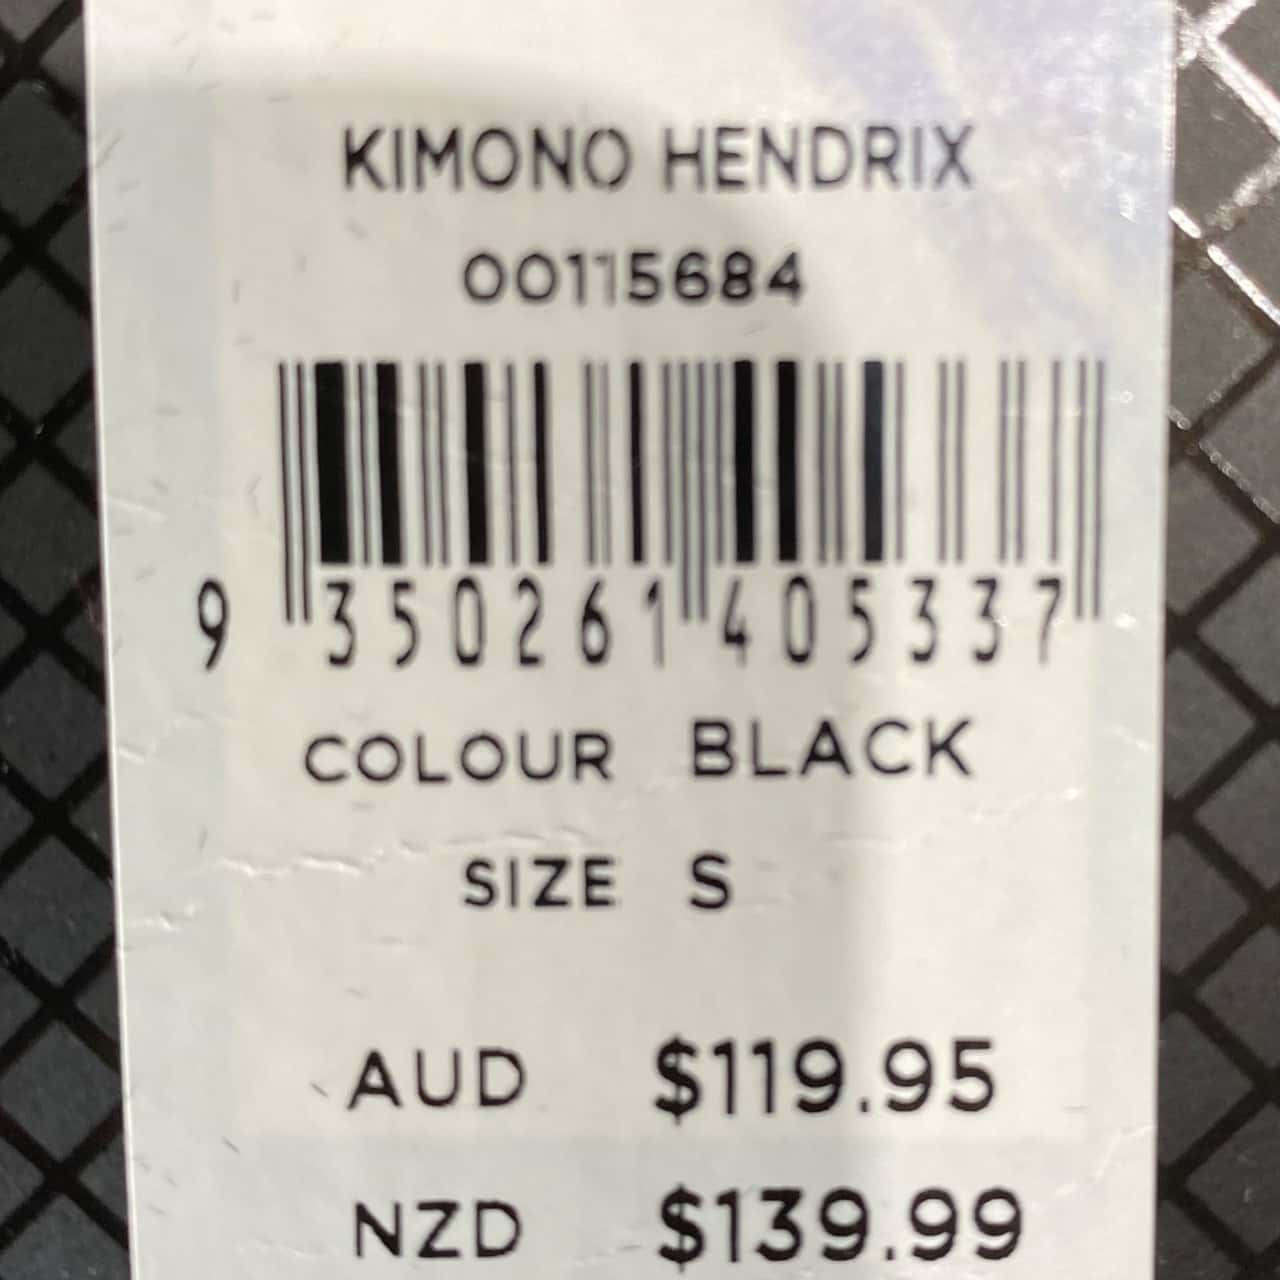 KIMONO HENDRIX
00115684
9 350261 405337
COLOUR BLACK
SIZE S
AUD $119.95
NZD $139.99